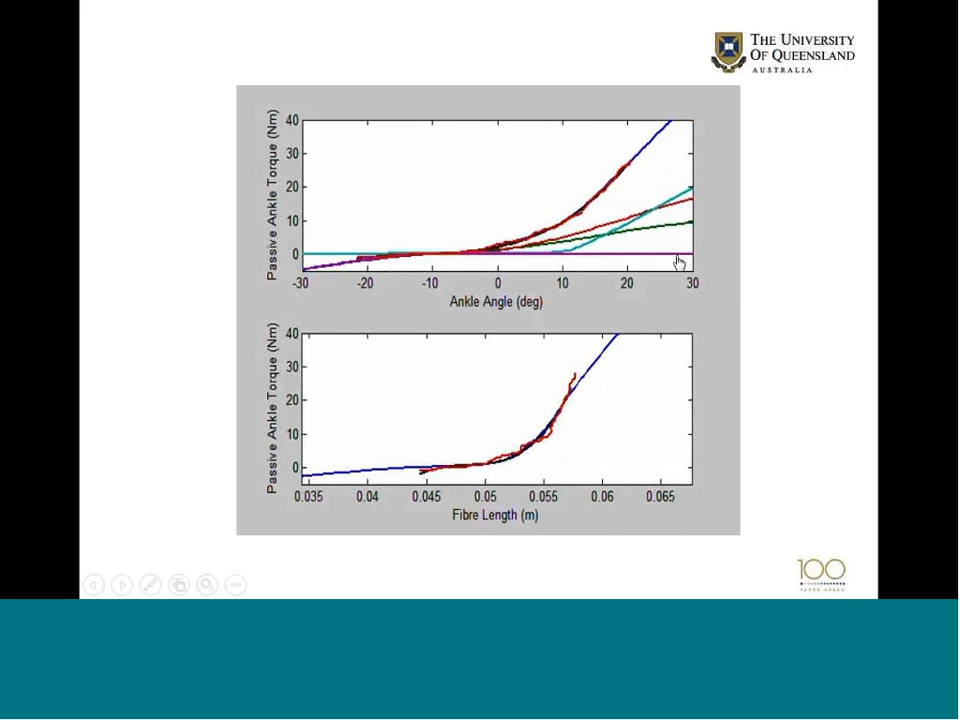 THE UNIVERSITY
OF QUEENSLAND
AUSTRALIA
Passive Ankle Torque (Nm)
40
30
20
10
0
-30 -20 -10 0 10 20 30
Ankle Angle (deg)
Passive Ankle Torque (Nm)
40
30
20
10
0
0.035 0.04 0.045 0.05 0.055 0.06 0.065
Fibre Length (m)
100